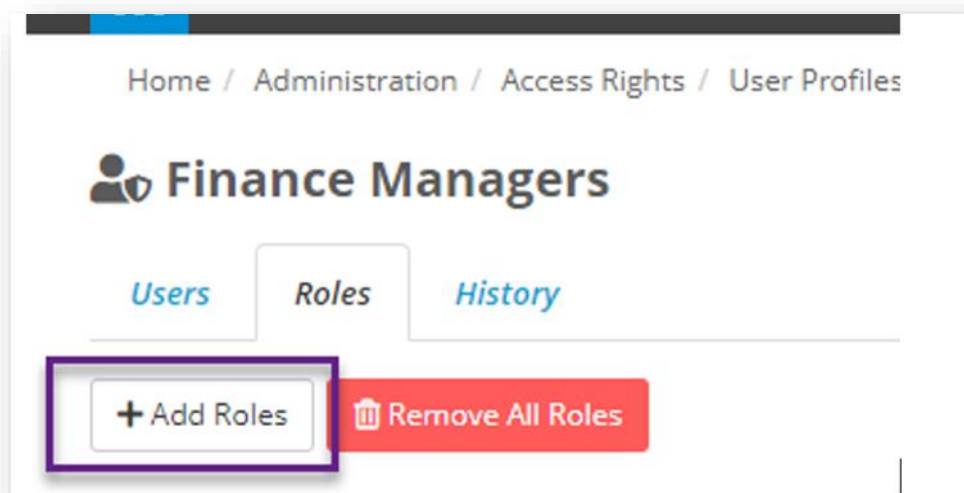 Home / Administration / Access Rights / User Profiles
Finance Managers
Users Roles History
+ Add Roles Remove All Roles